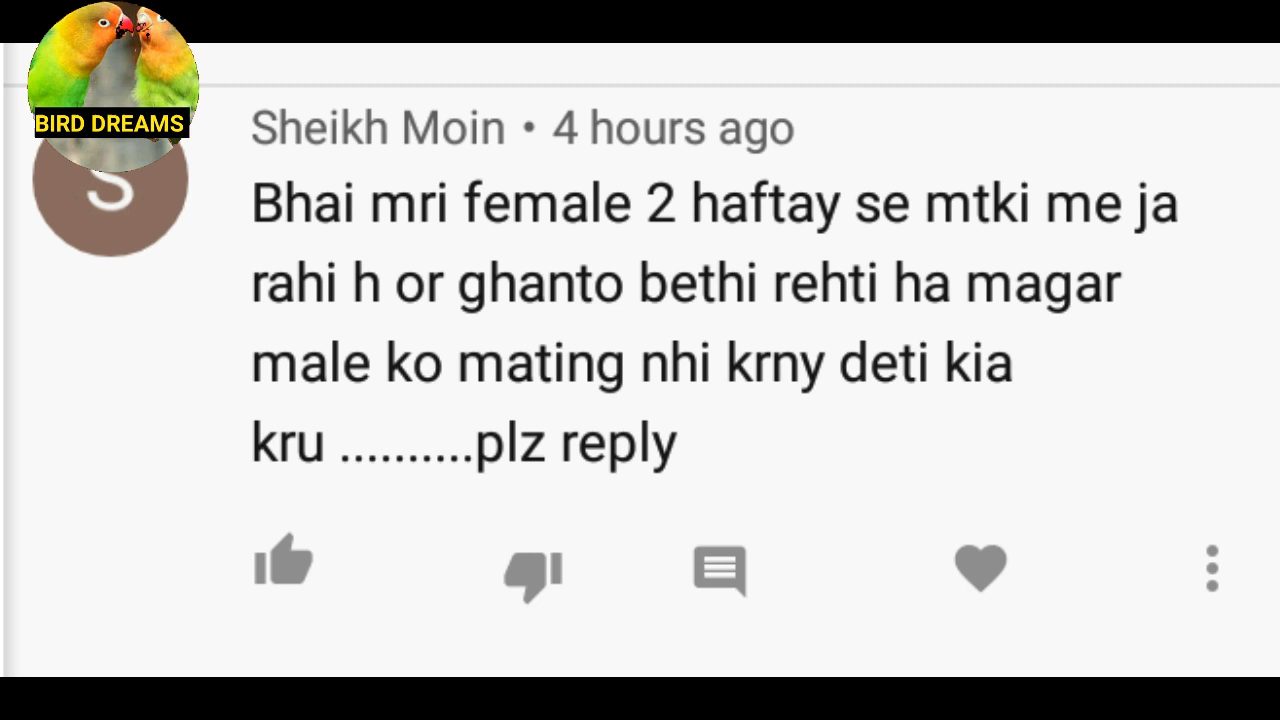 BIRD DREAMS
S
Sheikh Moin • 4 hours ago
Bhai mri female 2 haftay se mtki me ja
rahi h or ghanto bethi rehti ha magar
male ko mating nhi krny deti kia
kru ..........plz reply